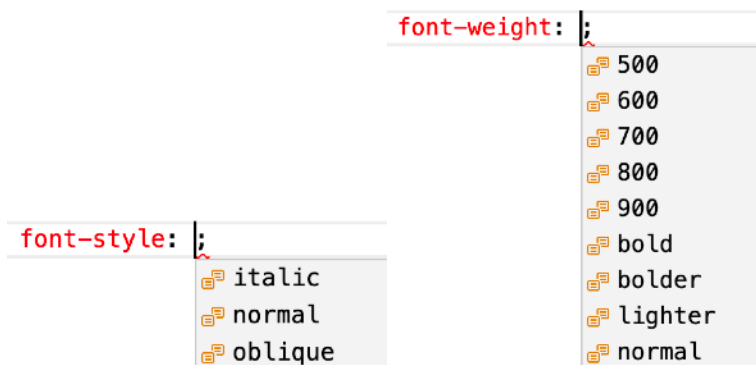 font-style: ;
italic
normal
oblique
font-weight: ;
500
600
700
800
900
bold
bolder
lighter
normal